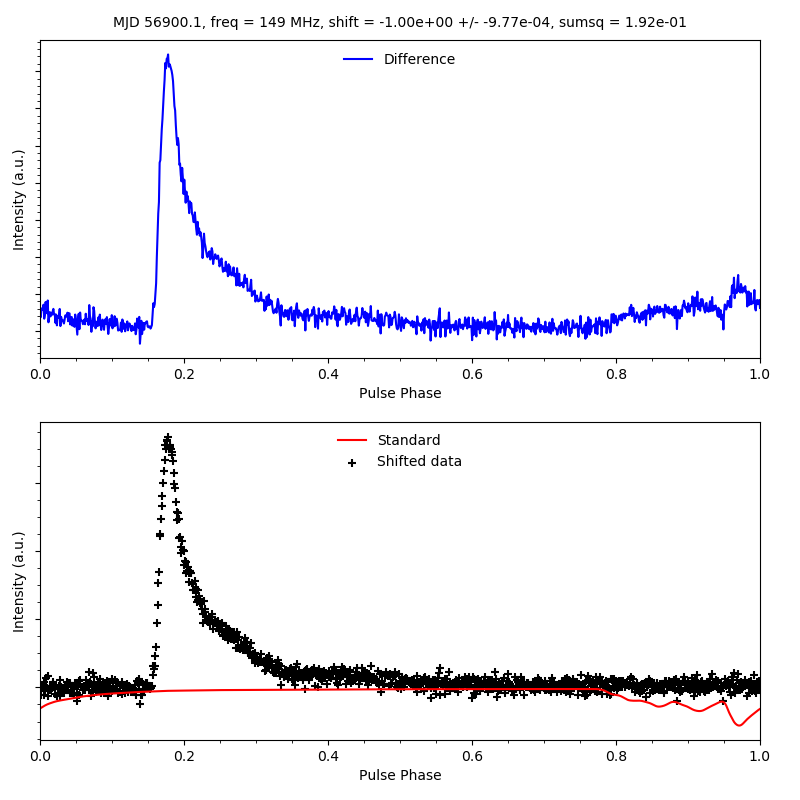 MJD 56900.1, freq = 149 MHz, shift = -1.00e+00 +/- -9.77e-04, sumsq = 1.92e-01
Difference
Intensity (a.u.)
0.0 0.2 0.4 0.6 0.8 1.0
Pulse Phase
Standard
Shifted data
Intensity (a.u.)
0.0 0.2 0.4 0.6 0.8 1.0
Pulse Phase